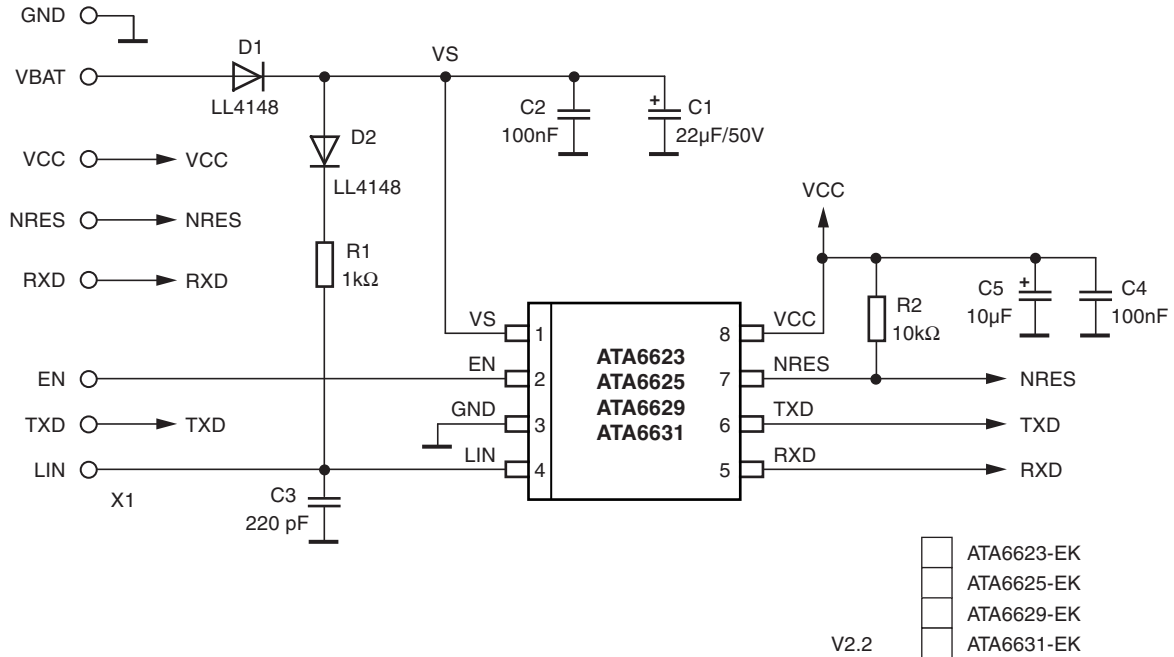 GND
D1
VS
VBAT
LL4148
C2
100nF
+
C1
22µF/50V
D2
LL4148
VCC
VCC
NRES
NRES
RXD
RXD
R1
1kΩ
VCC
R2
10kΩ
+
C5
10µF
C4
100nF
VS
1
8
VCC
ATA6623
ATA6625
ATA6629
ATA6631
EN
EN
2
7
NRES
NRES
TXD
TXD
GND
3
6
TXD
TXD
LIN
LIN
4
5
RXD
RXD
X1
C3
220 pF
ATA6623-EK
ATA6625-EK
ATA6629-EK
V2.2
ATA6631-EK